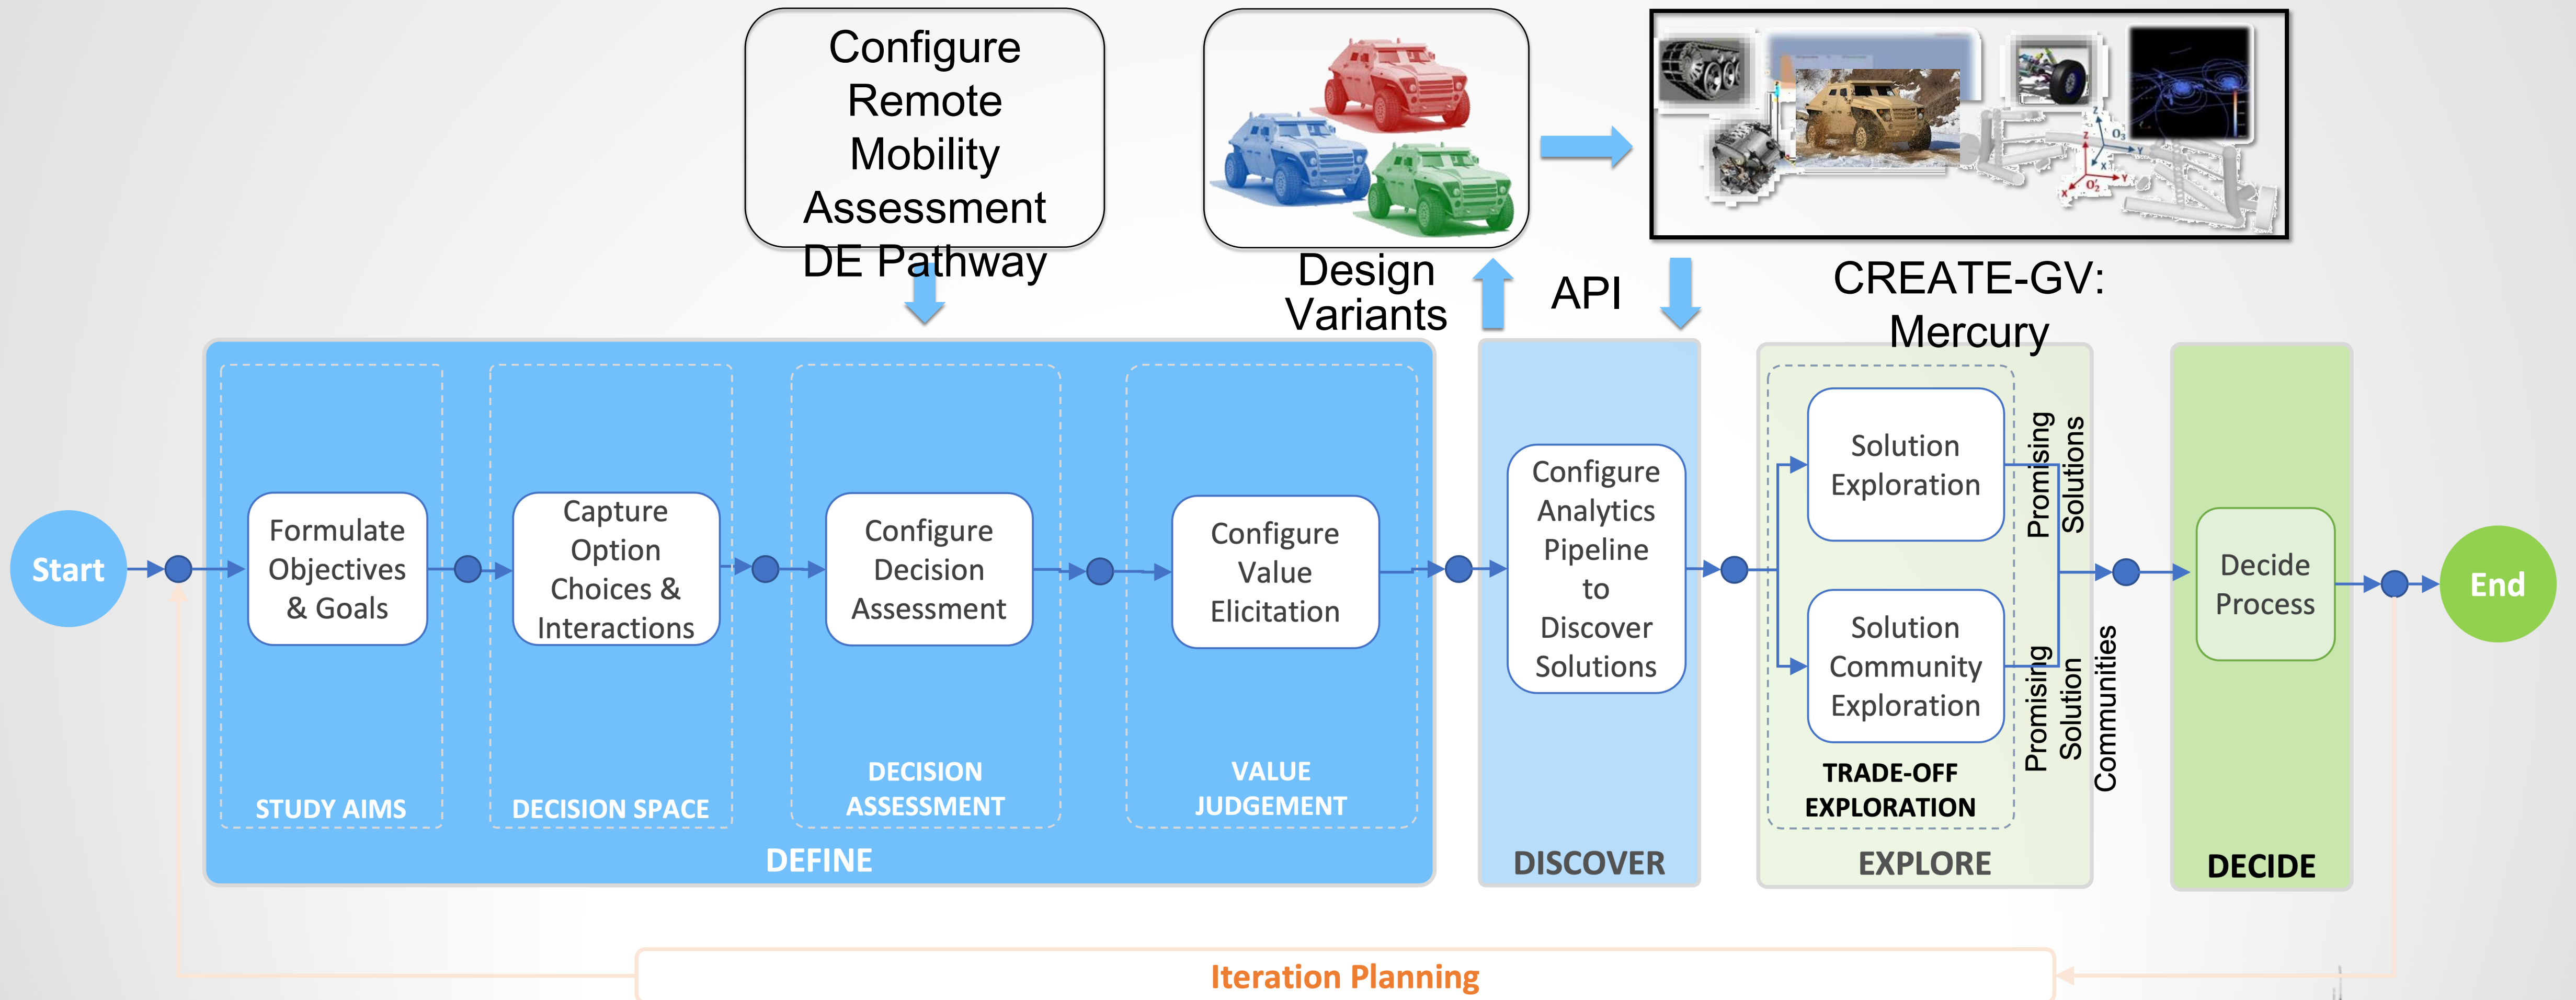 Configure
Remote
Mobility
Assessment
DE Pathway
Design
Variants
API
CREATE-GV:
Mercury
Z
O₃
Y
X
Z
Y
X
O₂'
Start
Formulate
Objectives
& Goals
STUDY AIMS
Capture
Option
Choices &
Interactions
DECISION SPACE
Configure
Decision
Assessment
DECISION
ASSESSMENT
Configure
Value
Elicitation
VALUE
JUDGEMENT
DEFINE
Configure
Analytics
Pipeline
to
Discover
Solutions
DISCOVER
Solution
Exploration
Solution
Community
Exploration
TRADE-OFF
EXPLORATION
Promising
Solutions
Promising
Solution
Communities
EXPLORE
Decide
Process
DECIDE
End
Iteration Planning